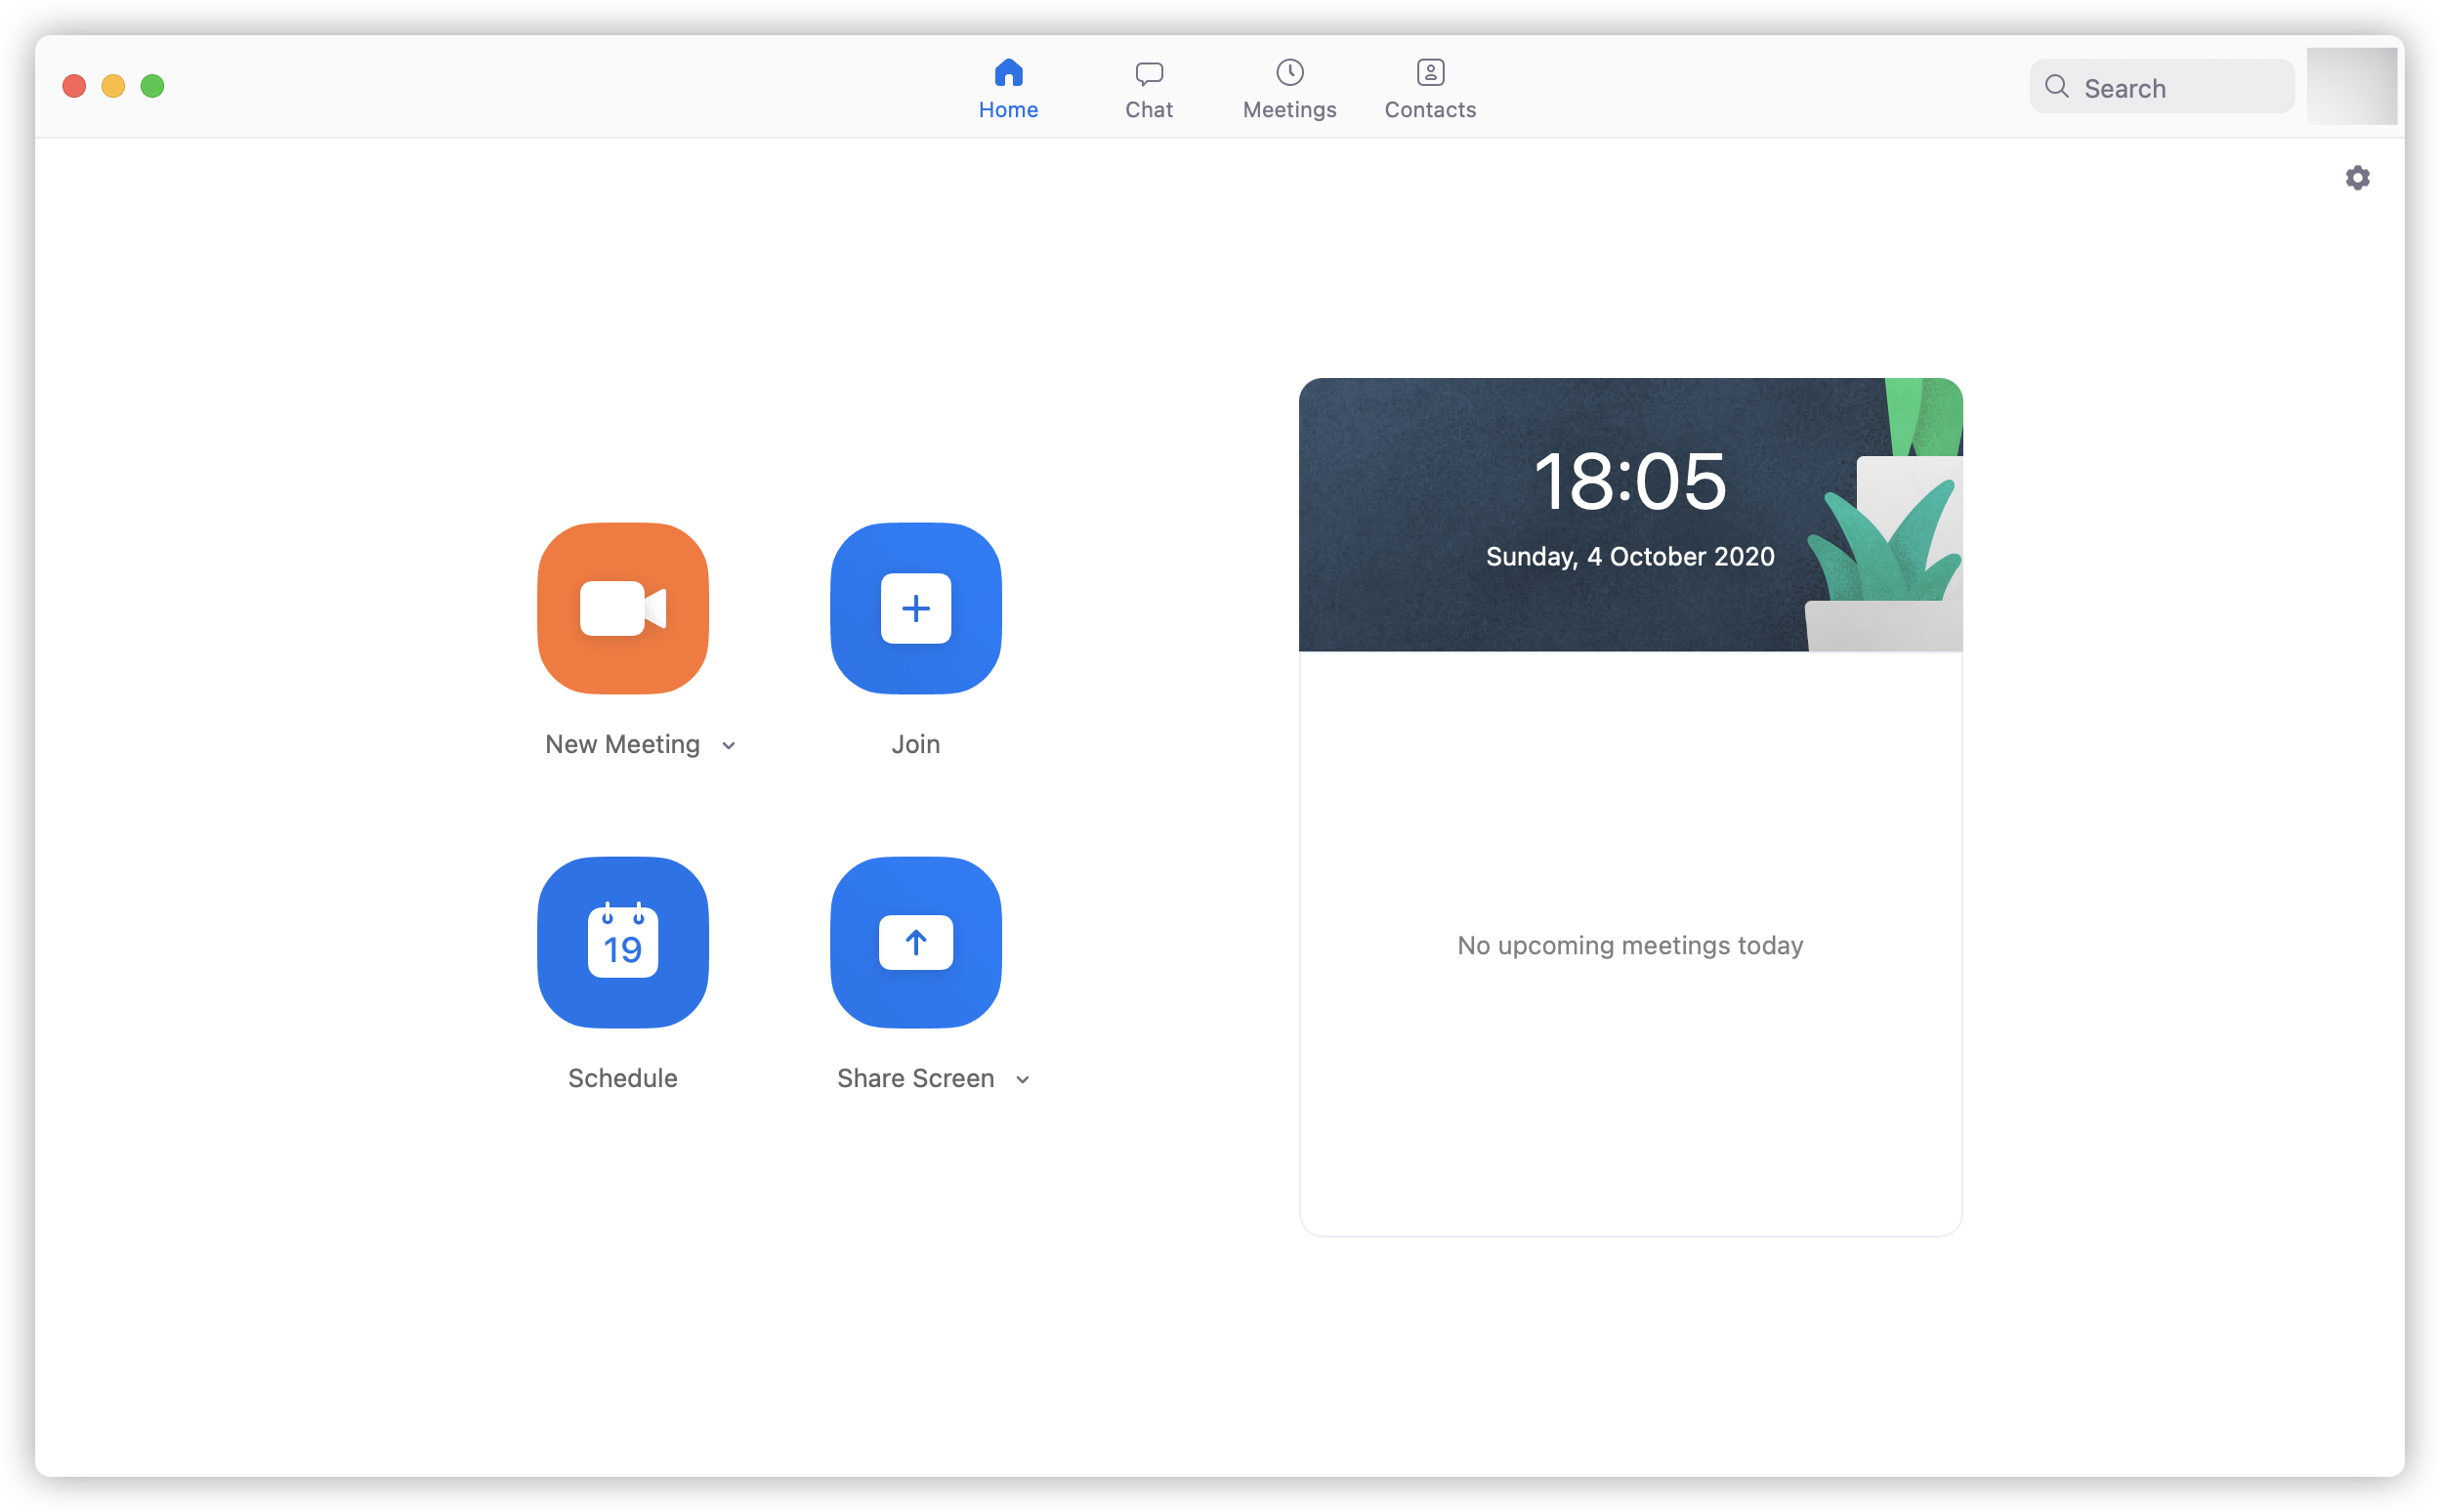 Home
Chat
Meetings
Contacts
Search
New Meeting
Join
19
Schedule
Share Screen
18:05
Sunday, 4 October 2020
No upcoming meetings today